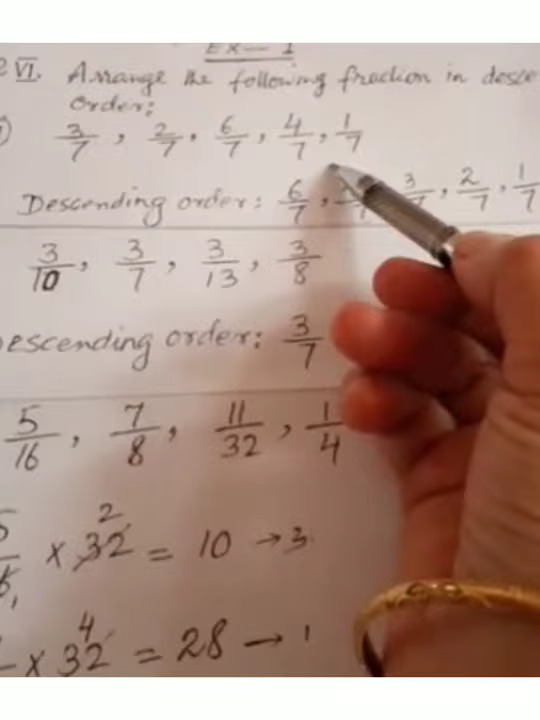 Ex-1
VI. Arrange the following fraction in desce
order:
3/7, 2/7, 6/7, 4/7, 1/7
Descending order: 6/7, 3/7, 2/7, 1/7
3/10, 3/7, 3/13, 3/8
escending order: 3/7
5/16, 7/8, 11/32, 1/4
× 32 2 = 10 → 3
× 32 4 = 28 → 1